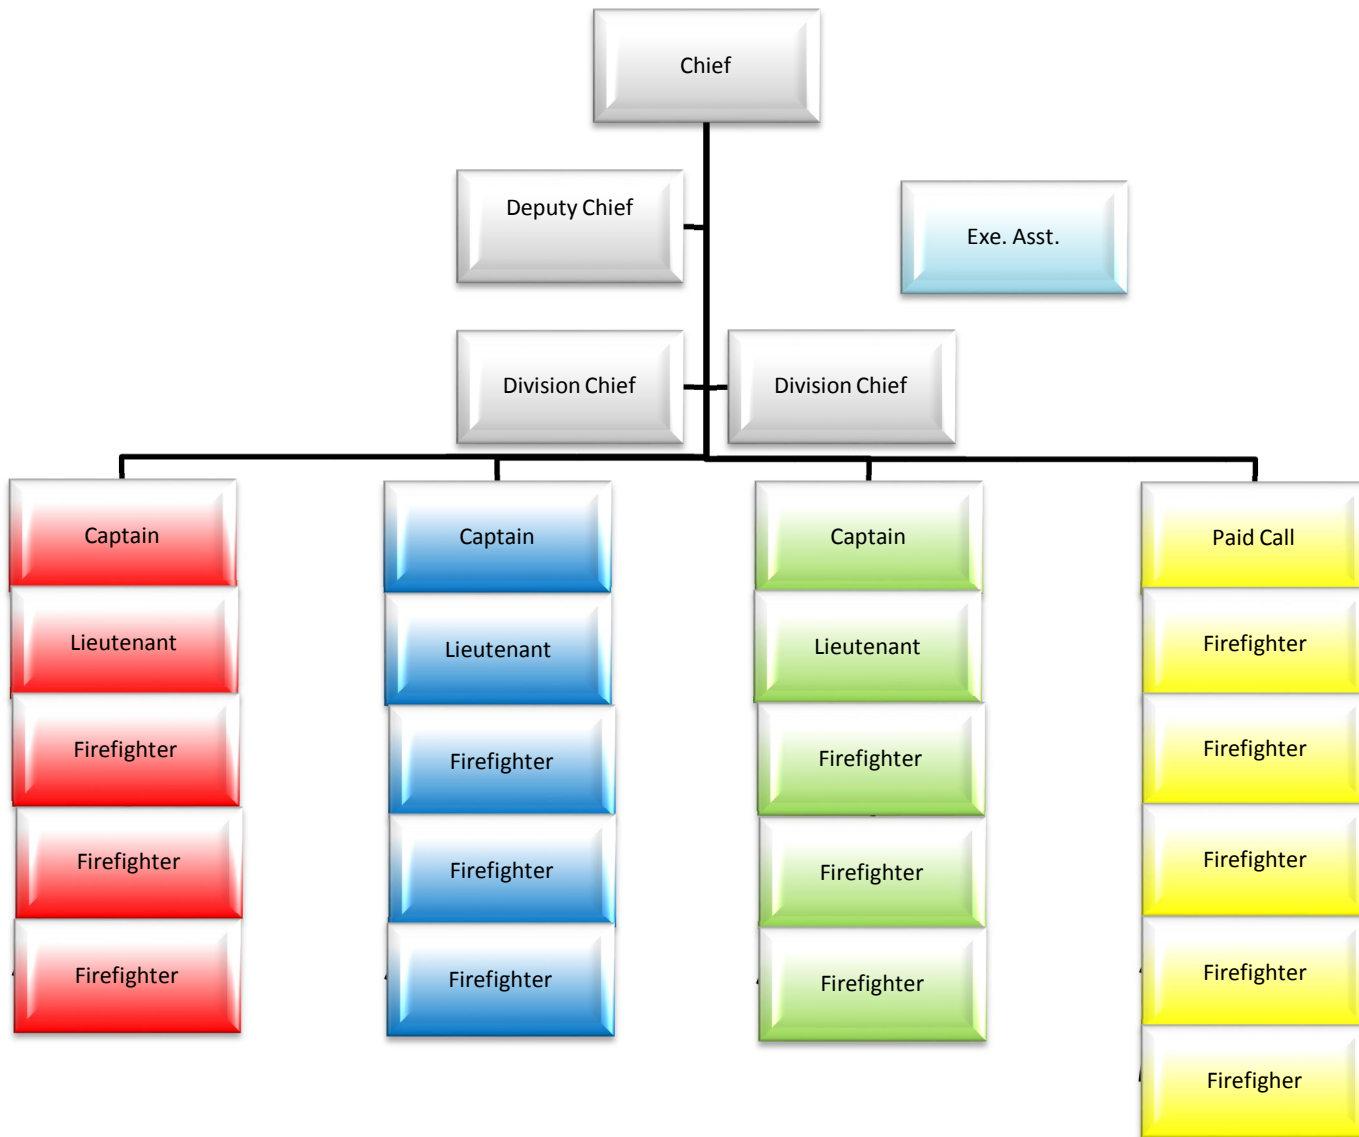 Chief
Deputy Chief
Exe. Asst.
Division Chief
Division Chief
Captain
Lieutenant
Firefighter
Firefighter
Firefighter
Captain
Lieutenant
Firefighter
Firefighter
Firefighter
Captain
Lieutenant
Firefighter
Firefighter
Firefighter
Paid Call
Firefighter
Firefighter
Firefighter
Firefighter
Firefigher